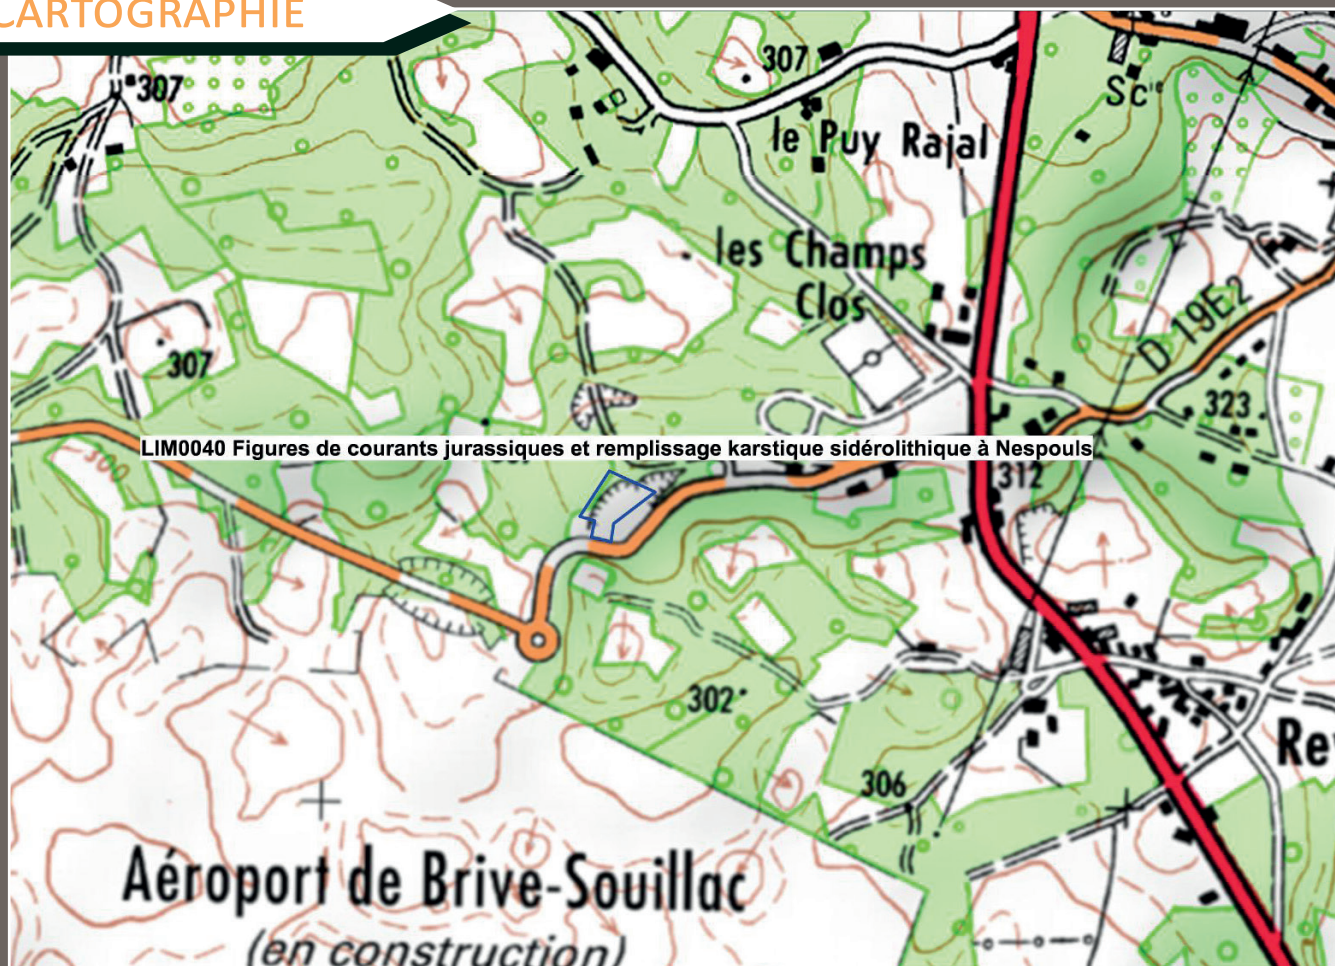 CARTOGRAPHIE
307
307
Sc ie
le Puy Rajal
les Champs
Clos
D 19E2
307
323
300
LIM0040 Figures de courants jurassiques et remplissage karstique sidérolithique à Nespouls
312
302
306
Aéroport de Brive-Souillac
(en construction)